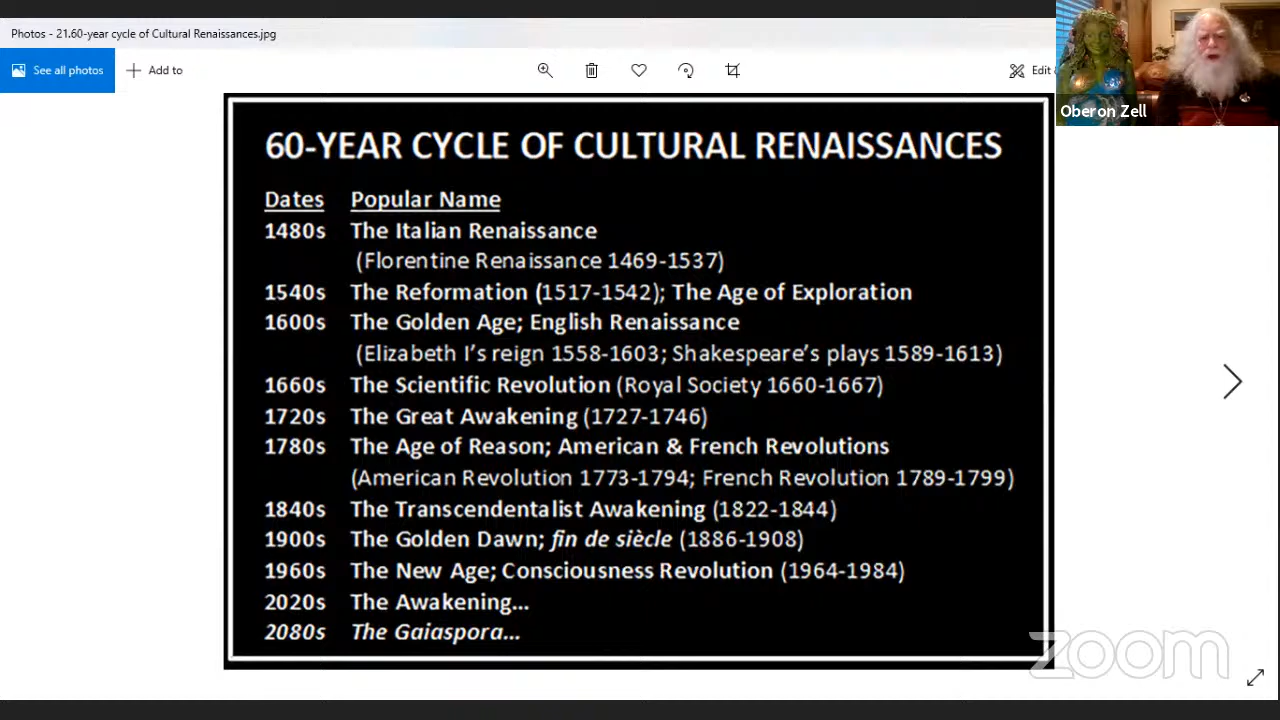 Photos - 21.60-year cycle of Cultural Renaissances.jpg
See all photos
Add to
Edit &
Oberon Zell
60-YEAR CYCLE OF CULTURAL RENAISSANCES
Dates Popular Name
1480s The Italian Renaissance
(Florentine Renaissance 1469-1537)
1540s The Reformation (1517-1542); The Age of Exploration
1600s The Golden Age; English Renaissance
(Elizabeth I's reign 1558-1603; Shakespeare's plays 1589-1613)
1660s The Scientific Revolution (Royal Society 1660-1667)
1720s The Great Awakening (1727-1746)
1780s The Age of Reason; American & French Revolutions
(American Revolution 1773-1794; French Revolution 1789-1799)
1840s The Transcendentalist Awakening (1822-1844)
1900s The Golden Dawn; fin de siècle (1886-1908)
1960s The New Age; Consciousness Revolution (1964-1984)
2020s The Awakening...
2080s The Gaiaspora...
zoom